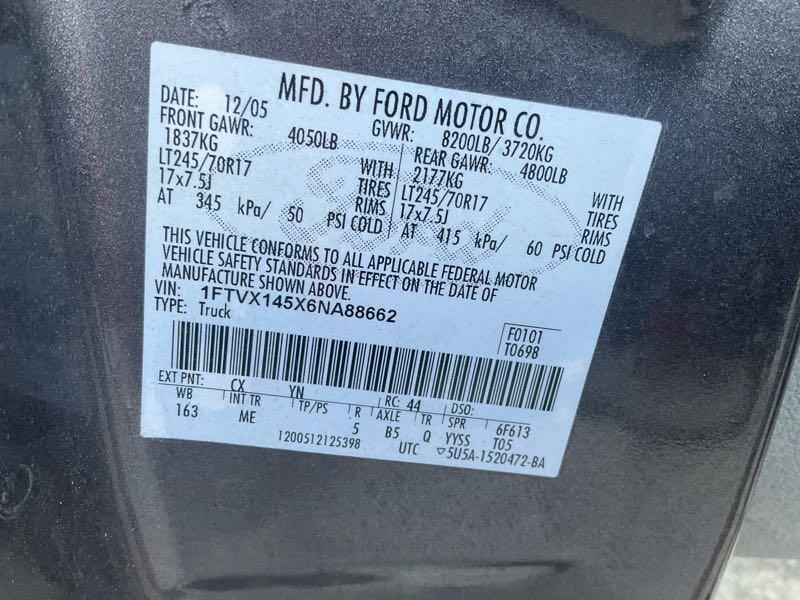 MFD. BY FORD MOTOR CO.
DATE: 12/05 GVWR: 8200LB/ 3720KG
FRONT GAWR: 4050LB REAR GAWR: 4800LB
1837KG WITH 2177KG WITH
LT245/70R17 TIRES LT245/70R17 TIRES
17x7.5J RIMS 17x7.5J RIMS
AT 345 kPa/ 50 PSI COLD AT 415 kPa/ 60 PSI COLD
THIS VEHICLE CONFORMS TO ALL APPLICABLE FEDERAL MOTOR
VEHICLE SAFETY STANDARDS IN EFFECT ON THE DATE OF
MANUFACTURE SHOWN ABOVE.
VIN: 1FTVX145X6NA88662
TYPE: Truck
F0101
T0698
EXT PNT: CX YN RC: 44 DSO: 6F613
WB INT TR TP/PS R AXLE TR SPR T05
163 ME 5 B5 Q YYSS
1200512125398 UTC ▽5U5A-1520472-BA
Ford